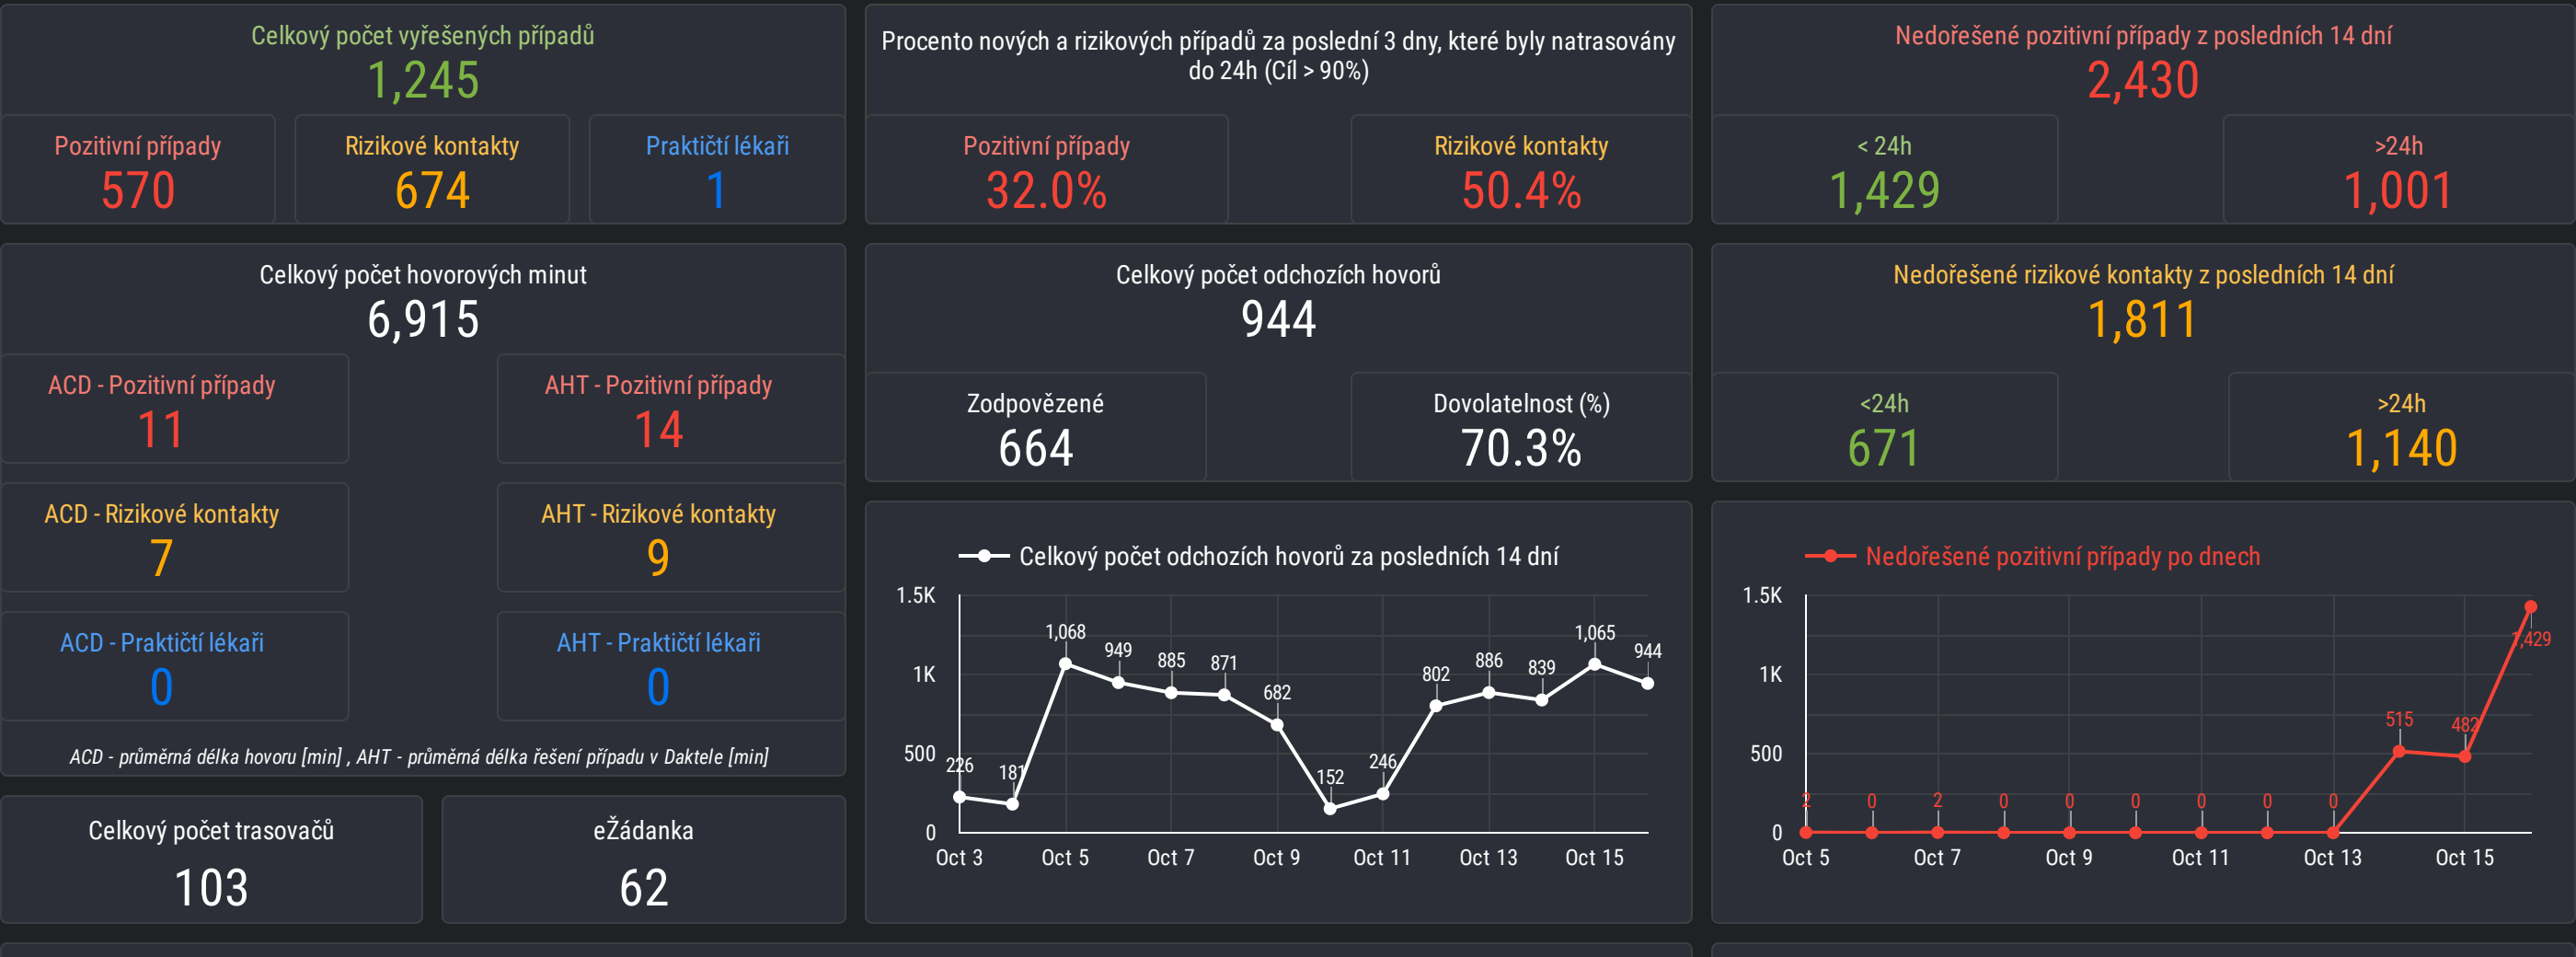 Celkový počet vyřešených případů
1,245
Pozitivní případy
570
Rizikové kontakty
674
Praktičtí lékaři
1
Procento nových a rizikových případů za poslední 3 dny, které byly natrasovány
do 24h (Cíl > 90%)
Pozitivní případy
32.0%
Rizikové kontakty
50.4%
Nedořešené pozitivní případy z posledních 14 dní
2,430
< 24h
1,429
>24h
1,001
Celkový počet hovorových minut
6,915
ACD - Pozitivní případy
11
AHT - Pozitivní případy
14
ACD - Rizikové kontakty
7
AHT - Rizikové kontakty
9
ACD - Praktičtí lékaři
0
AHT - Praktičtí lékaři
0
ACD - průměrná délka hovoru [min] , AHT - průměrná délka řešení případu v Daktele [min]
Celkový počet trasovačů
103
eŽádanka
62
Celkový počet odchozích hovorů
944
Zodpovězené
664
Dovolatelnost (%)
70.3%
Nedořešené rizikové kontakty z posledních 14 dní
1,811
<24h
671
>24h
1,140
Celkový počet odchozích hovorů za posledních 14 dní
1.5K
1K
500
0
226 181 1,068 949 885 871 682 152 246 802 886 839 1,065 944
Oct 3 Oct 5 Oct 7 Oct 9 Oct 11 Oct 13 Oct 15
Nedořešené pozitivní případy po dnech
1.5K
1K
500
0
2 0 2 0 0 0 0 0 0 515 482 1,429
Oct 5 Oct 7 Oct 9 Oct 11 Oct 13 Oct 15